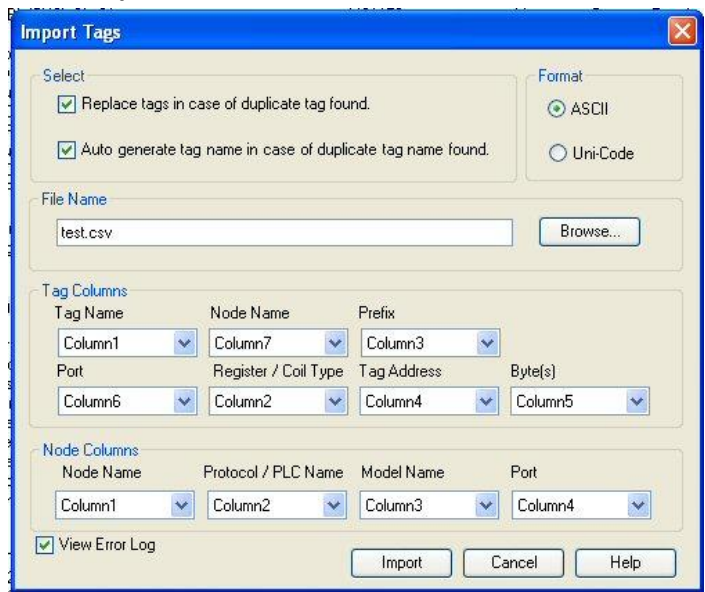 Import Tags
Select
Replace tags in case of duplicate tag found.
Auto generate tag name in case of duplicate tag name found.
Format
ASCII
Uni-Code
File Name
test.csv
Browse...
Tag Columns
Tag Name Node Name Prefix
Column1 Column7 Column3
Port Register / Coil Type Tag Address Byte(s)
Column6 Column2 Column4 Column5
Node Columns
Node Name Protocol / PLC Name Model Name Port
Column1 Column2 Column3 Column4
View Error Log
Import Cancel Help